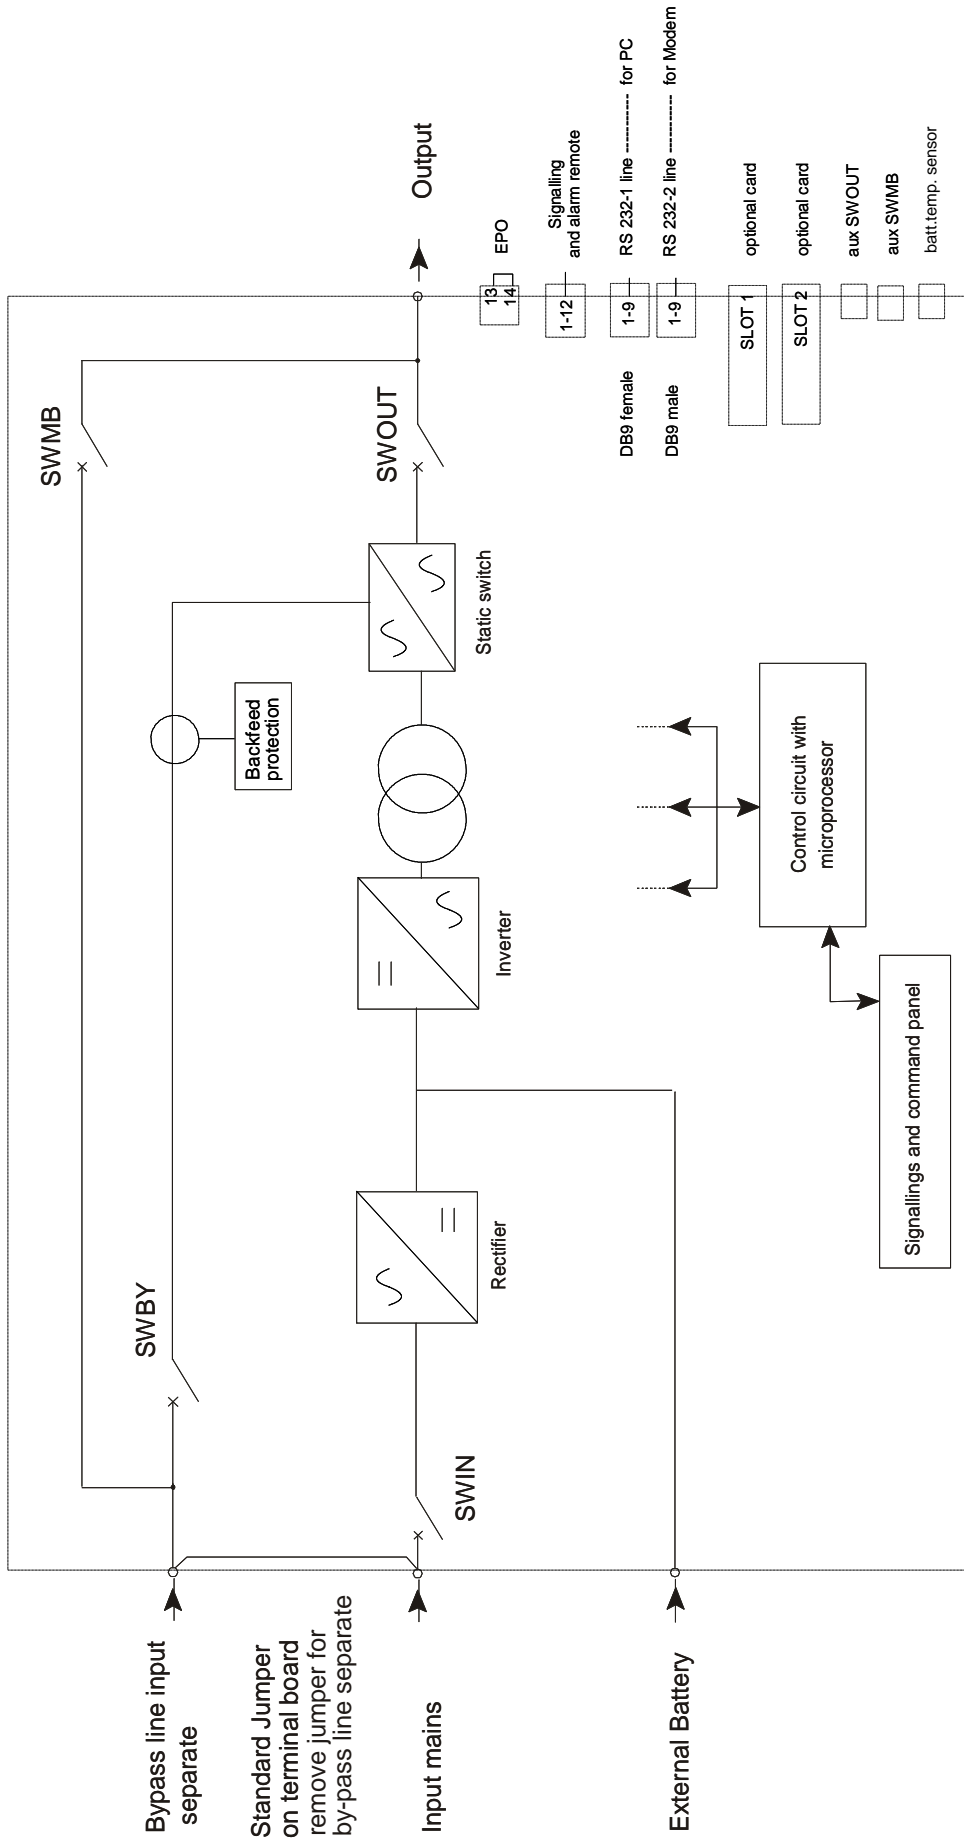 SWMB
SWBY
Backfeed
protection
SWOUT
Static switch
Inverter
Rectifier
SWIN
Bypass line input
separate
Standard Jumper
on terminal board
remove jumper for
by-pass line separate
Input mains
External Battery
Output
13
14
EPO
1-12
Signalling
and alarm remote
DB9 female
1-9
RS 232-1 line ----------- for PC
DB9 male
1-9
RS 232-2 line ----------- for Modem
SLOT 1
optional card
SLOT 2
optional card
aux SWOUT
aux SWMB
batt.temp. sensor
Control circuit with
microprocessor
Signallings and command panel